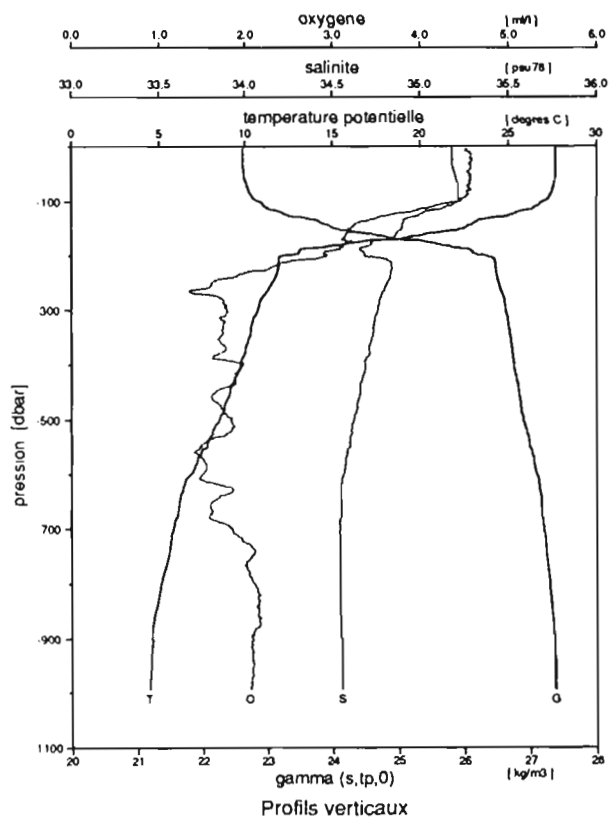 oxygene [ ml/l ]
0.0 1.0 2.0 3.0 4.0 5.0 6.0
salinite [ psu78 ]
33.0 33.5 34.0 34.5 35.0 35.5 36.0
temperature potentielle [ degres C ]
0 5 10 15 20 25 30
-100
300
-500
700
-900
1100
pression [dbar]
T O S G
20 21 22 23 24 25 26 27 28
gamma (s,tp,0) [ kg/m3 ]
Profils verticaux